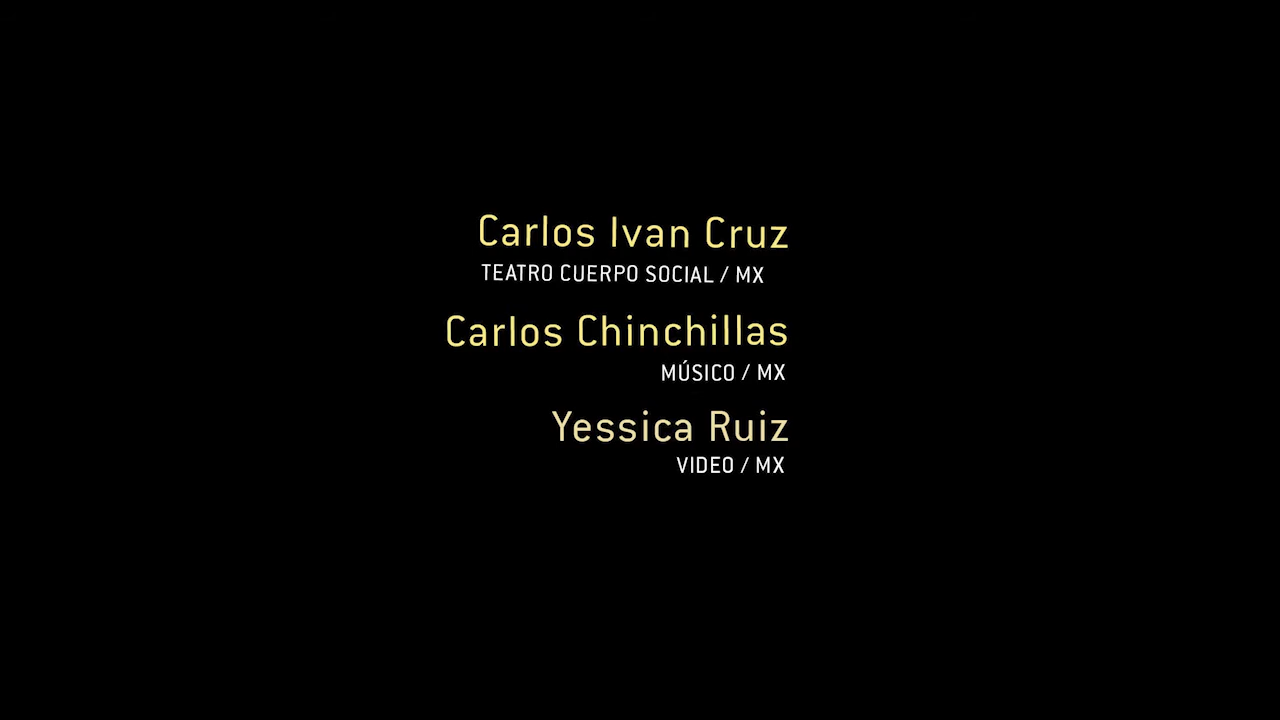 Carlos Ivan Cruz
TEATRO CUERPO SOCIAL / MX
Carlos Chinchillas
MÚSICO / MX
Yessica Ruiz
VIDEO / MX